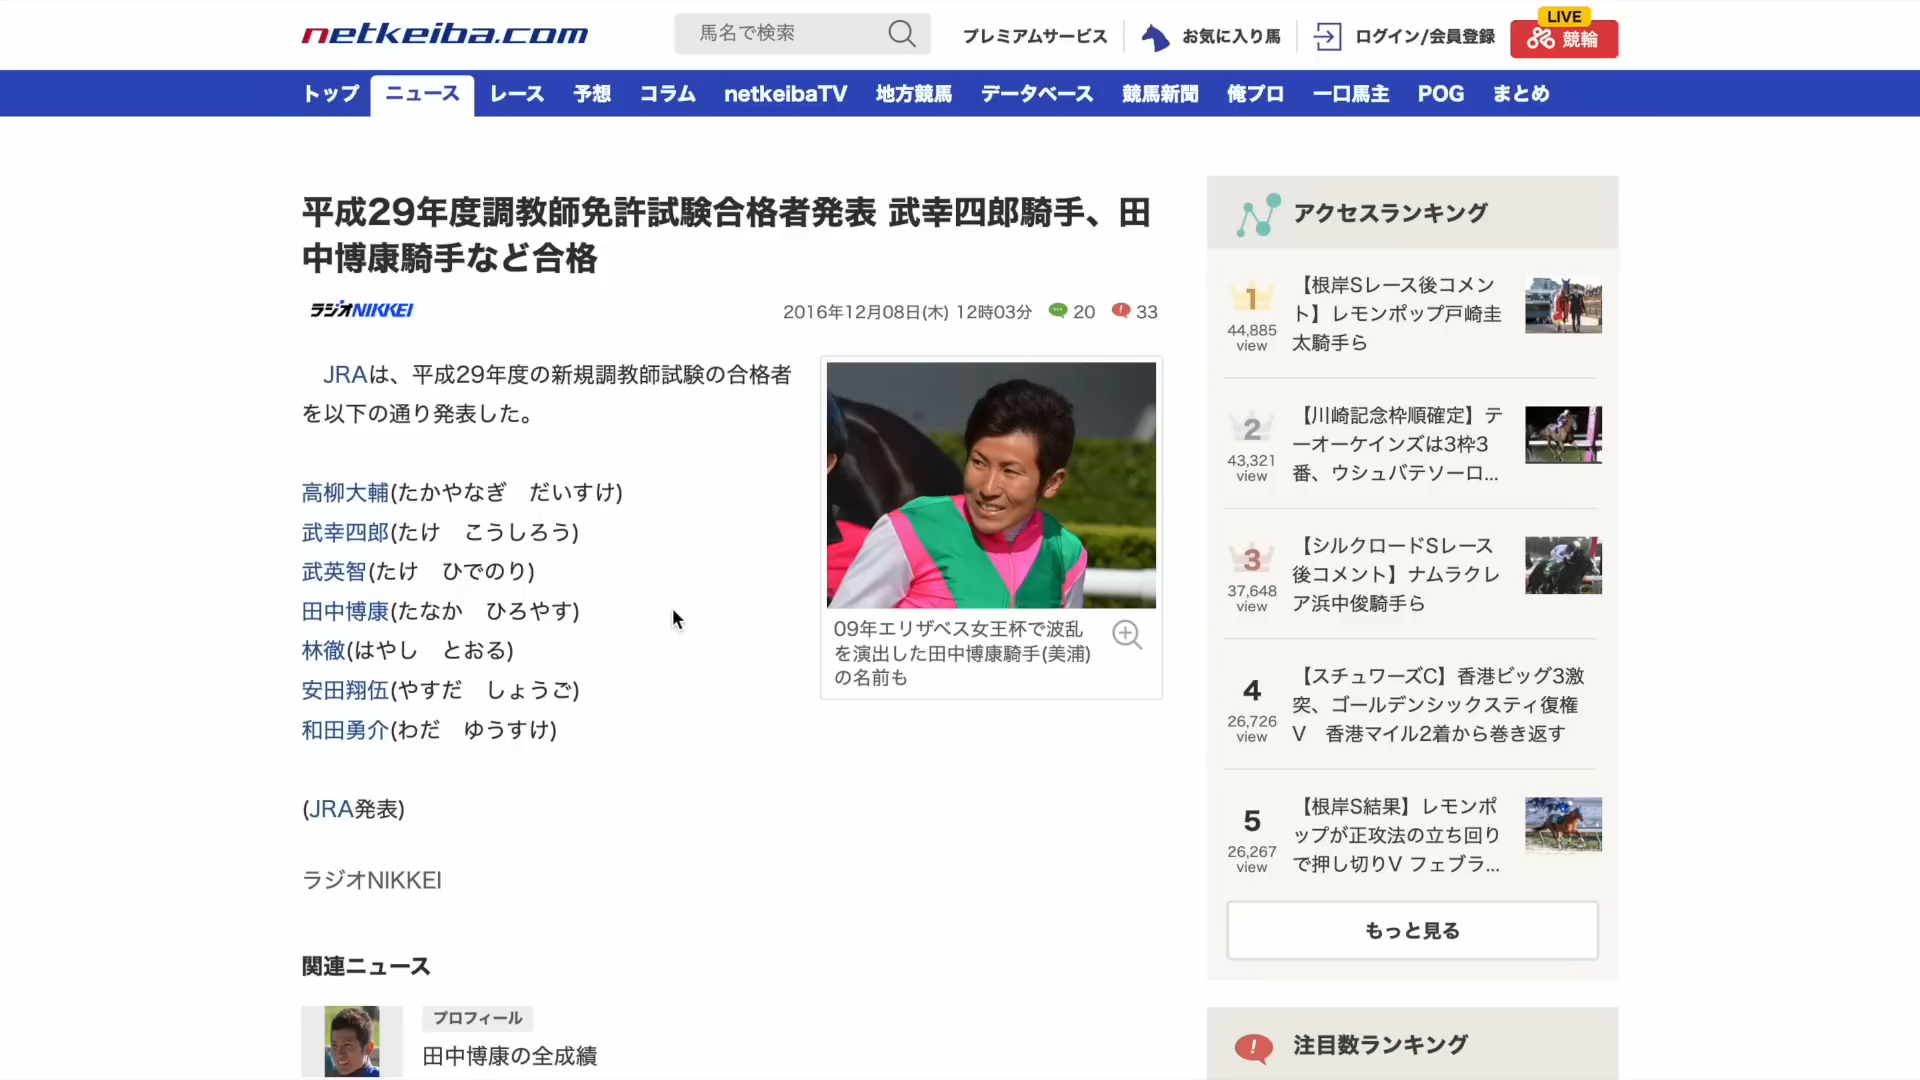 netkeiba.com
馬名で検索
プレミアムサービス
お気に入り馬
ログイン/会員登録
LIVE
競輪
トップ
ニュース
レース
予想
コラム
netkeibaTV
地方競馬
データベース
競馬新聞
俺プロ
一口馬主
POG
まとめ
平成29年度調教師免許試験合格者発表 武幸四郎騎手、田
中博康騎手など合格
ラジオNIKKEI
2016年12月08日(木) 12時03分
20
33
JRAは、平成29年度の新規調教師試験の合格者
を以下の通り発表した。
高柳大輔(たかやなぎ　だいすけ)
武幸四郎(たけ　こうしろう)
武英智(たけ　ひでのり)
田中博康(たなか　ひろやす)
林徹(はやし　とおる)
安田翔伍(やすだ　しょうご)
和田勇介(わだ　ゆうすけ)
(JRA発表)
ラジオNIKKEI
09年エリザベス女王杯で波乱
を演出した田中博康騎手(美浦)
の名前も
関連ニュース
プロフィール
田中博康の全成績
アクセスランキング
1
44,885
view
【根岸Sレース後コメン
ト】レモンポップ戸崎圭
太騎手ら
2
43,321
view
【川崎記念枠順確定】テ
ーオーケインズは3枠3
番、ウシュバテソーロ...
3
37,648
view
【シルクロードSレース
後コメント】ナムラクレ
ア浜中俊騎手ら
4
26,726
view
【スチュワーズC】香港ビッグ3激
突、ゴールデンシックスティ復権
V　香港マイル2着から巻き返す
5
26,267
view
【根岸S結果】レモンポ
ップが正攻法の立ち回り
で押し切りV フェブラ...
もっと見る
注目数ランキング